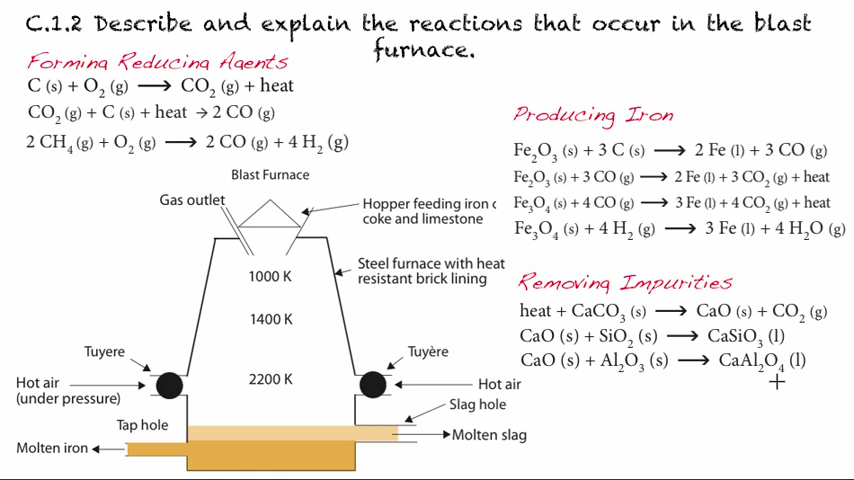 C.1.2 Describe and explain the reactions that occur in the blast
furnace.
Forming Reducing Agents
C (s) + O₂ (g) ⟶ CO₂ (g) + heat
CO₂ (g) + C (s) + heat → 2 CO (g)
2 CH₄ (g) + O₂ (g) ⟶ 2 CO (g) + 4 H₂ (g)
Producing Iron
Fe₂O₃ (s) + 3 C (s) ⟶ 2 Fe (l) + 3 CO (g)
Fe₂O₃ (s) + 3 CO (g) ⟶ 2 Fe (l) + 3 CO₂ (g) + heat
Fe₃O₄ (s) + 4 CO (g) ⟶ 3 Fe (l) + 4 CO₂ (g) + heat
Fe₃O₄ (s) + 4 H₂ (g) ⟶ 3 Fe (l) + 4 H₂O (g)
Removing Impurities
heat + CaCO₃ (s) ⟶ CaO (s) + CO₂ (g)
CaO (s) + SiO₂ (s) ⟶ CaSiO₃ (l)
CaO (s) + Al₂O₃ (s) ⟶ CaAl₂O₄ (l)
Blast Furnace
Gas outlet
Hopper feeding iron
coke and limestone
1000 K
Steel furnace with heat
resistant brick lining
1400 K
Tuyere
Tuyère
2200 K
Hot air
(under pressure)
Hot air
Slag hole
Tap hole
Molten slag
Molten iron